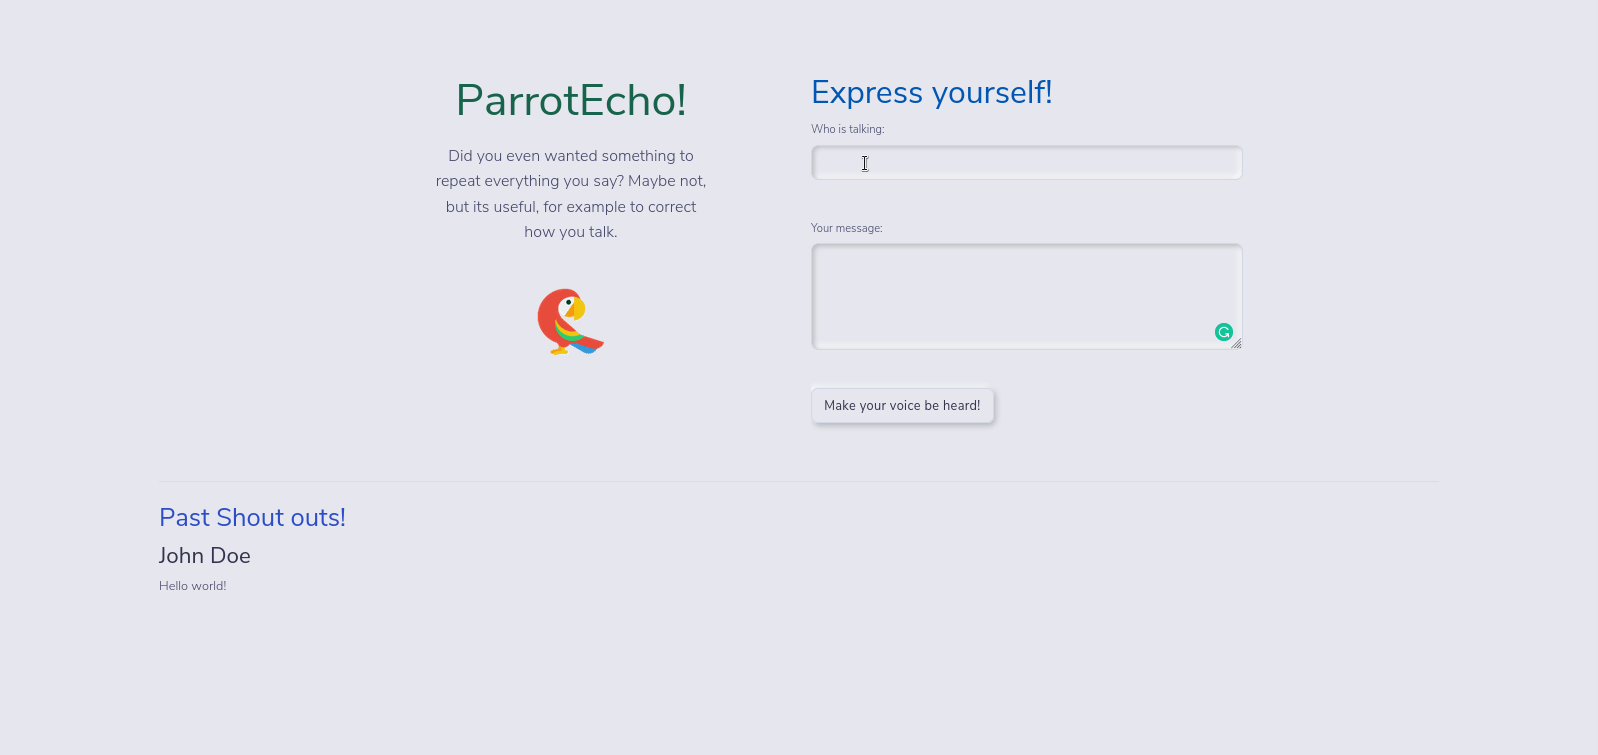 ParrotEcho!
Did you even wanted something to
repeat everything you say? Maybe not,
but its useful, for example to correct
how you talk.
Express yourself!
Who is talking:
Your message:
Make your voice be heard!
Past Shout outs!
John Doe
Hello world!